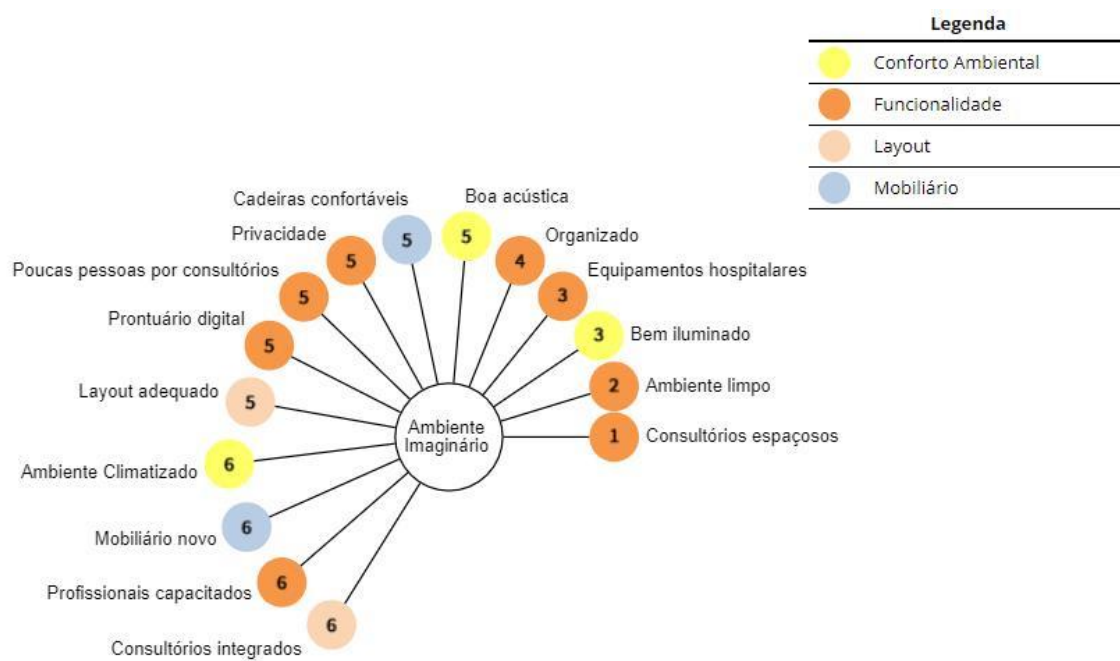 Legenda
Conforto Ambiental
Funcionalidade
Layout
Mobiliário
Cadeiras confortáveis
5
Boa acústica
5
Privacidade
5
Organizado
4
Poucas pessoas por consultórios
5
Equipamentos hospitalares
3
Prontuário digital
5
Bem iluminado
3
Layout adequado
5
Ambiente limpo
2
Ambiente
Imaginário
Consultórios espaçosos
1
Ambiente Climatizado
6
Mobiliário novo
6
Profissionais capacitados
6
Consultórios integrados
6